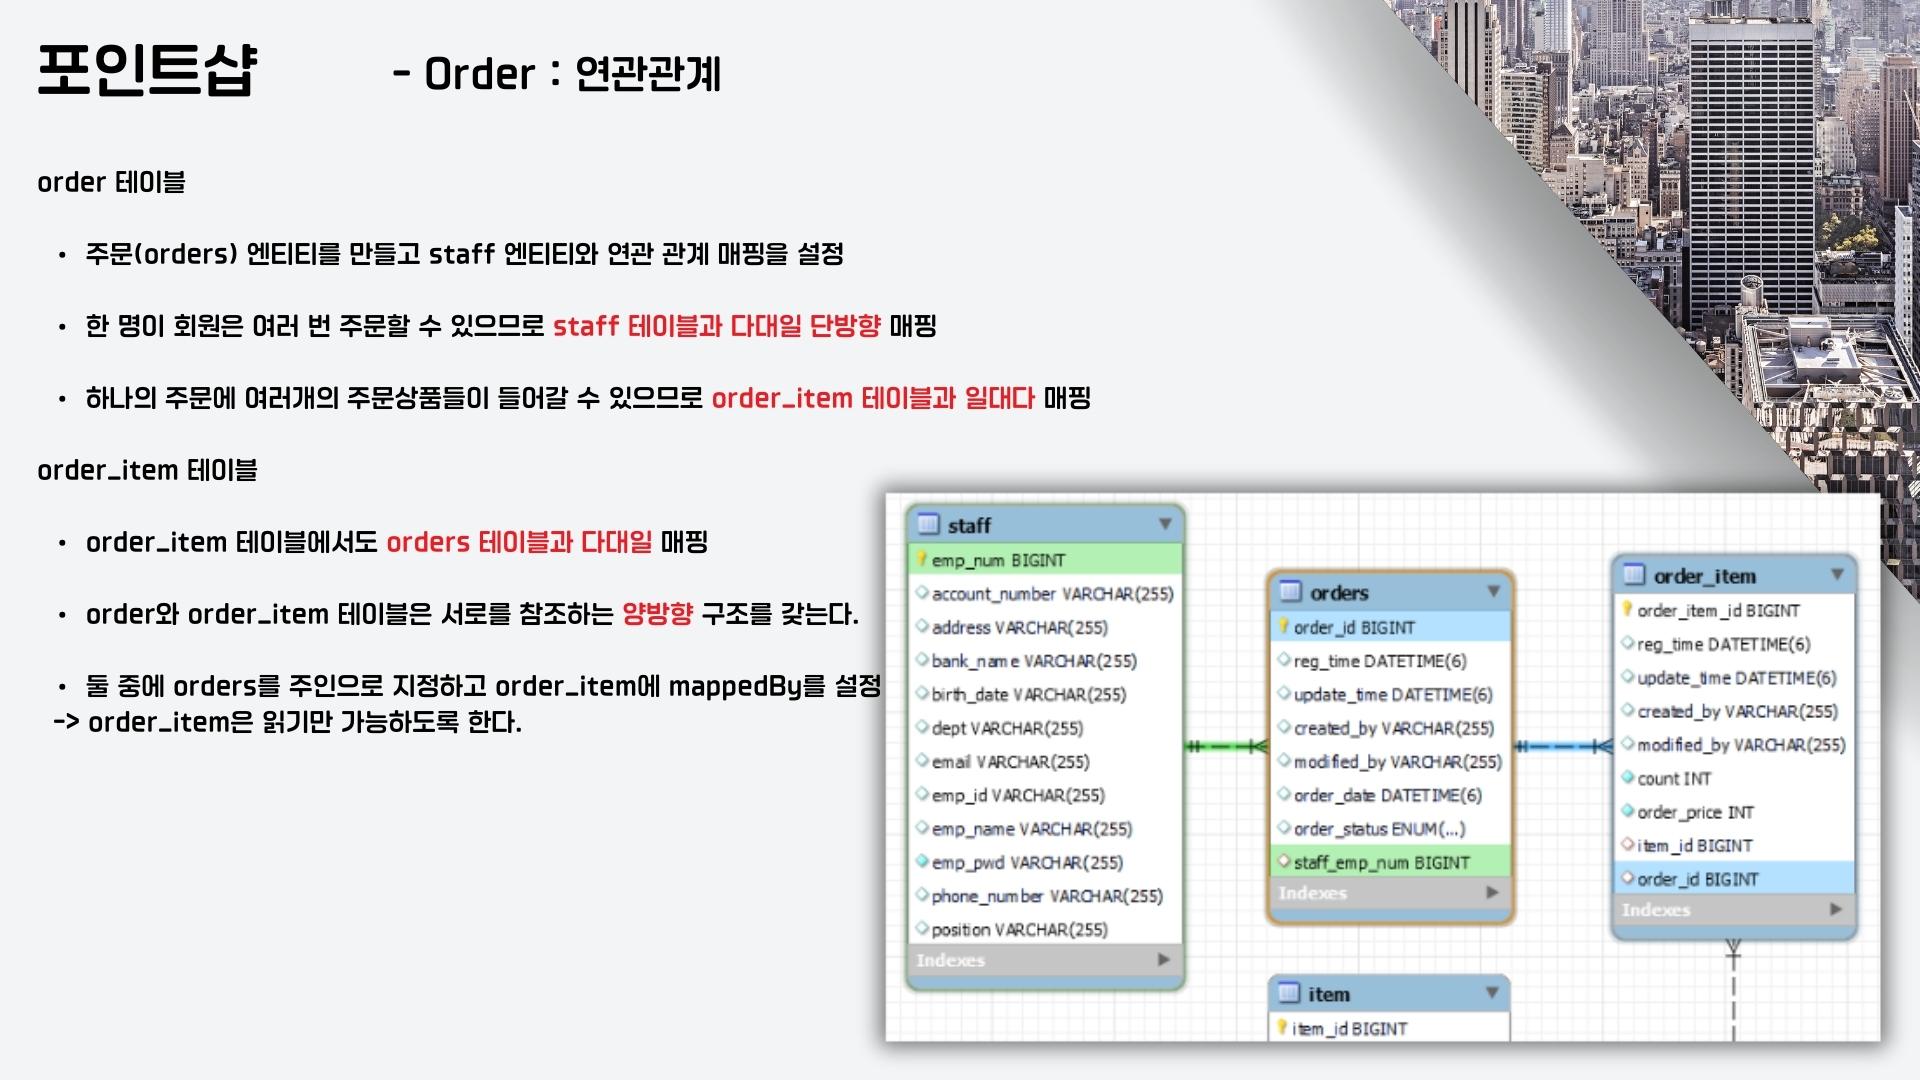 포인트샵
- Order : 연관관계
order 테이블
• 주문(orders) 엔티티를 만들고 staff 엔티티와 연관 관계 매핑을 설정
• 한 명이 회원은 여러 번 주문할 수 있으므로 staff 테이블과 다대일 단방향 매핑
• 하나의 주문에 여러개의 주문상품들이 들어갈 수 있으므로 order_item 테이블과 일대다 매핑
order_item 테이블
• order_item 테이블에서도 orders 테이블과 다대일 매핑
• order와 order_item 테이블은 서로를 참조하는 양방향 구조를 갖는다.
• 둘 중에 orders를 주인으로 지정하고 order_item에 mappedBy를 설정
-> order_item은 읽기만 가능하도록 한다.
staff
emp_num BIGINT
account_number VARCHAR(255)
address VARCHAR(255)
bank_name VARCHAR(255)
birth_date VARCHAR(255)
dept VARCHAR(255)
email VARCHAR(255)
emp_id VARCHAR(255)
emp_name VARCHAR(255)
emp_pwd VARCHAR(255)
phone_number VARCHAR(255)
position VARCHAR(255)
Indexes
orders
order_id BIGINT
reg_time DATETIME(6)
update_time DATETIME(6)
created_by VARCHAR(255)
modified_by VARCHAR(255)
order_date DATETIME(6)
order_status ENUM(...)
staff_emp_num BIGINT
Indexes
order_item
order_item_id BIGINT
reg_time DATETIME(6)
update_time DATETIME(6)
created_by VARCHAR(255)
modified_by VARCHAR(255)
count INT
order_price INT
item_id BIGINT
order_id BIGINT
Indexes
item
item_id BIGINT